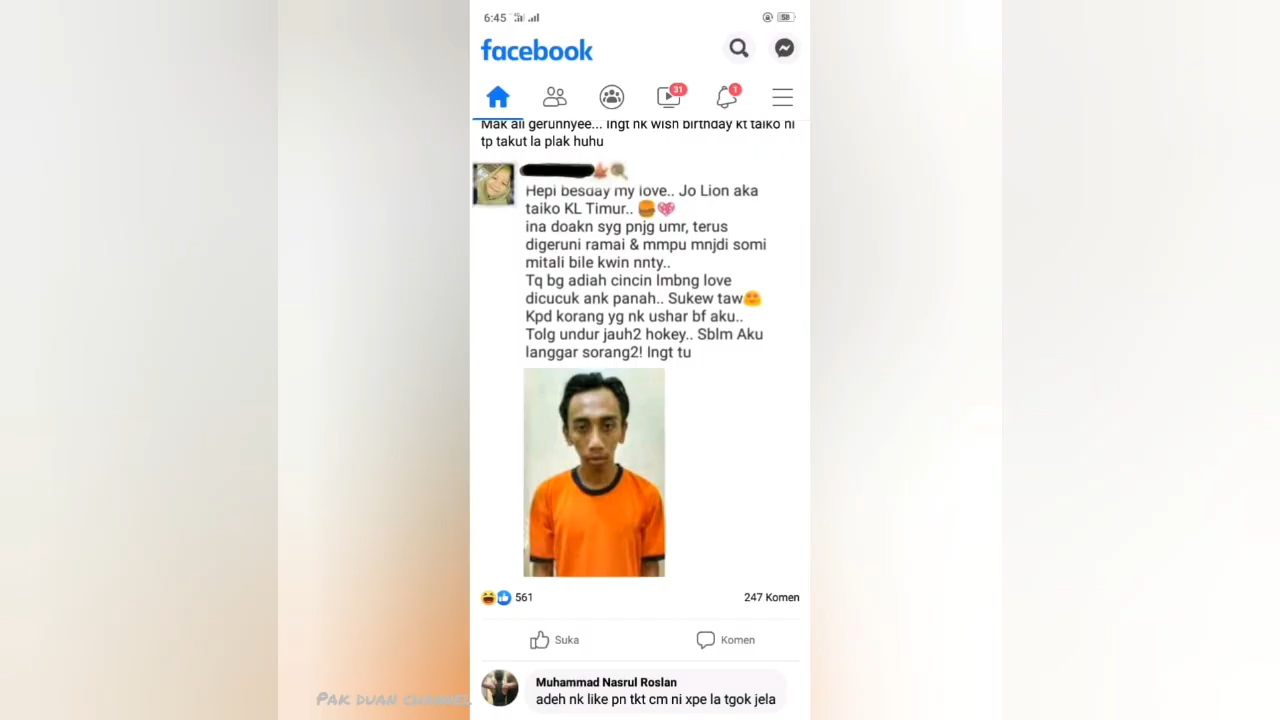 6:45
58
facebook
31
1
Mak aii gerunnyee... Ingt nk wish birthday kt taiko ni
tp takut la plak huhu
Hepi besday my love.. Jo Lion aka
taiko KL Timur..
ina doakn syg pnjg umr, terus
digeruni ramai & mmpu mnjdi somi
mitali bile kwin nnty..
Tq bg adiah cincin lmbng love
dicucuk ank panah.. Sukew taw
Kpd korang yg nk ushar bf aku..
Tolg undur jauh2 hokey.. Sblm Aku
langgar sorang2! Ingt tu
561
247 Komen
Suka
Komen
Muhammad Nasrul Roslan
adeh nk like pn tkt cm ni xpe la tgok jela
PAK DUAN CHANNEL